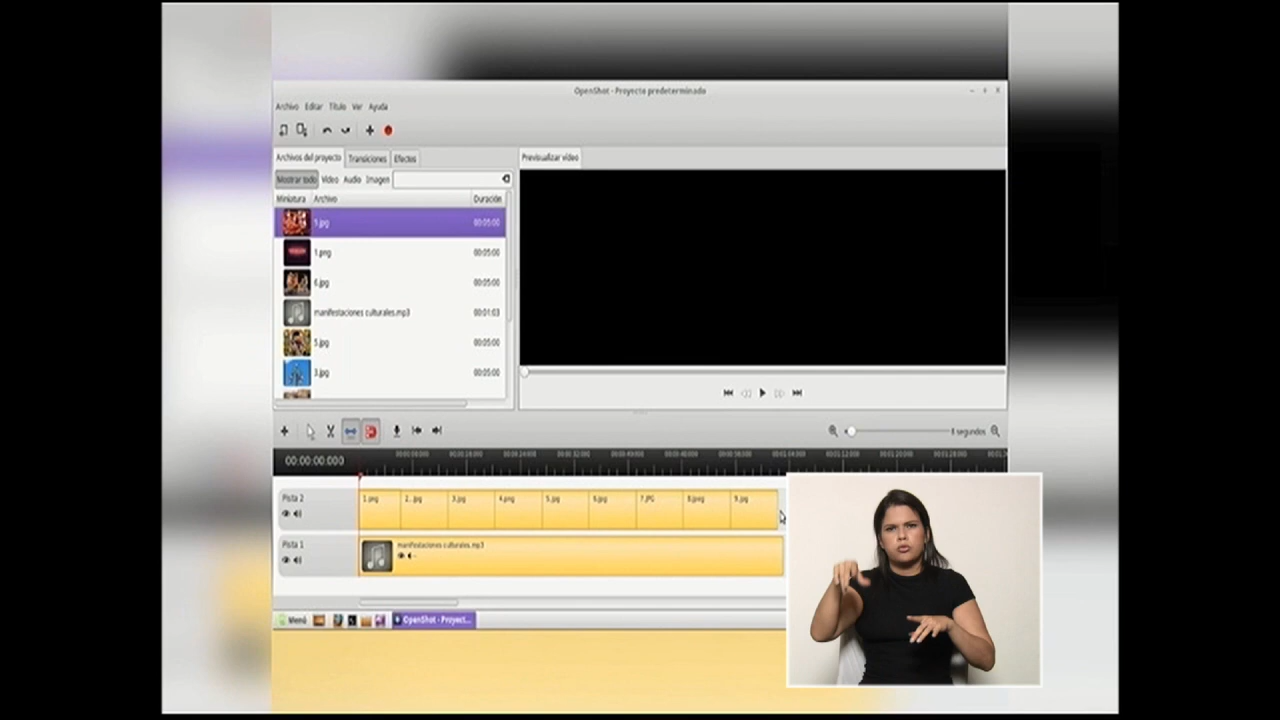 OpenShot - Proyecto predeterminado
Archivo Editar Título Ver Ayuda
Archivos del proyecto Transiciones Efectos
Previsualizar vídeo
Mostrar todo Vídeo Audio Imagen
Miniatura Archivo Duración
9.jpg 00:05:00
1.png 00:05:00
6.jpg 00:05:00
manifestaciones culturales.mp3 00:01:03
5.jpg 00:05:00
3.jpg 00:05:00
8 segundos
00:00:00:000
Pista 2
1.png 2..jpg 3.jpg 4.png 5.jpg 6.jpg 7.JPG 8.jpeg 9.jpg
Pista 1
manifestaciones culturales.mp3
Menú OpenShot - Proyect...